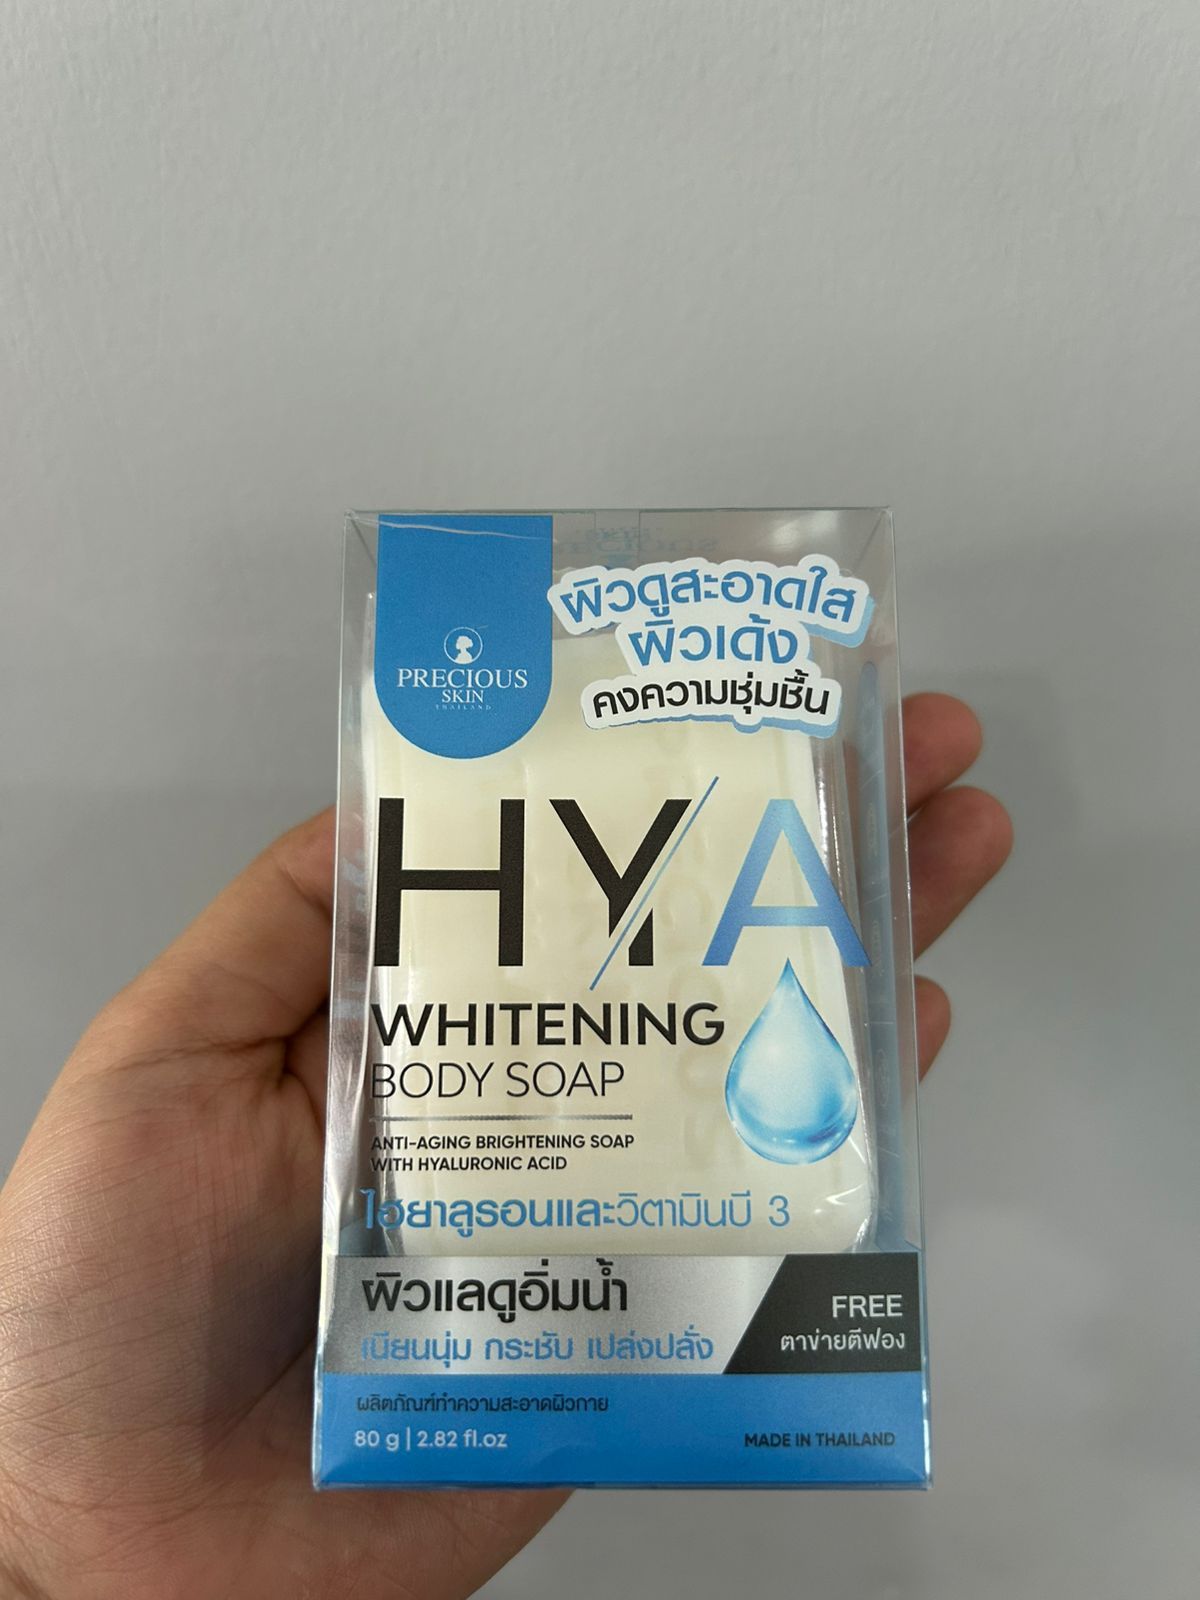 PRECIOUS
SKIN
THAILAND
ผิวดูสะอาดใส
ผิวเด้ง
คงความชุ่มชื้น
HYA
WHITENING
BODY SOAP
ANTI-AGING BRIGHTENING SOAP
WITH HYALURONIC ACID
ไฮยาลูรอนและวิตามินบี 3
ผิวแลดูอิ่มน้ำ
เนียนนุ่ม กระชับ เปล่งปลั่ง
FREE
ตาข่ายตีฟอง
ผลิตภัณฑ์ทำความสะอาดผิวกาย
80 g | 2.82 fl.oz
MADE IN THAILAND